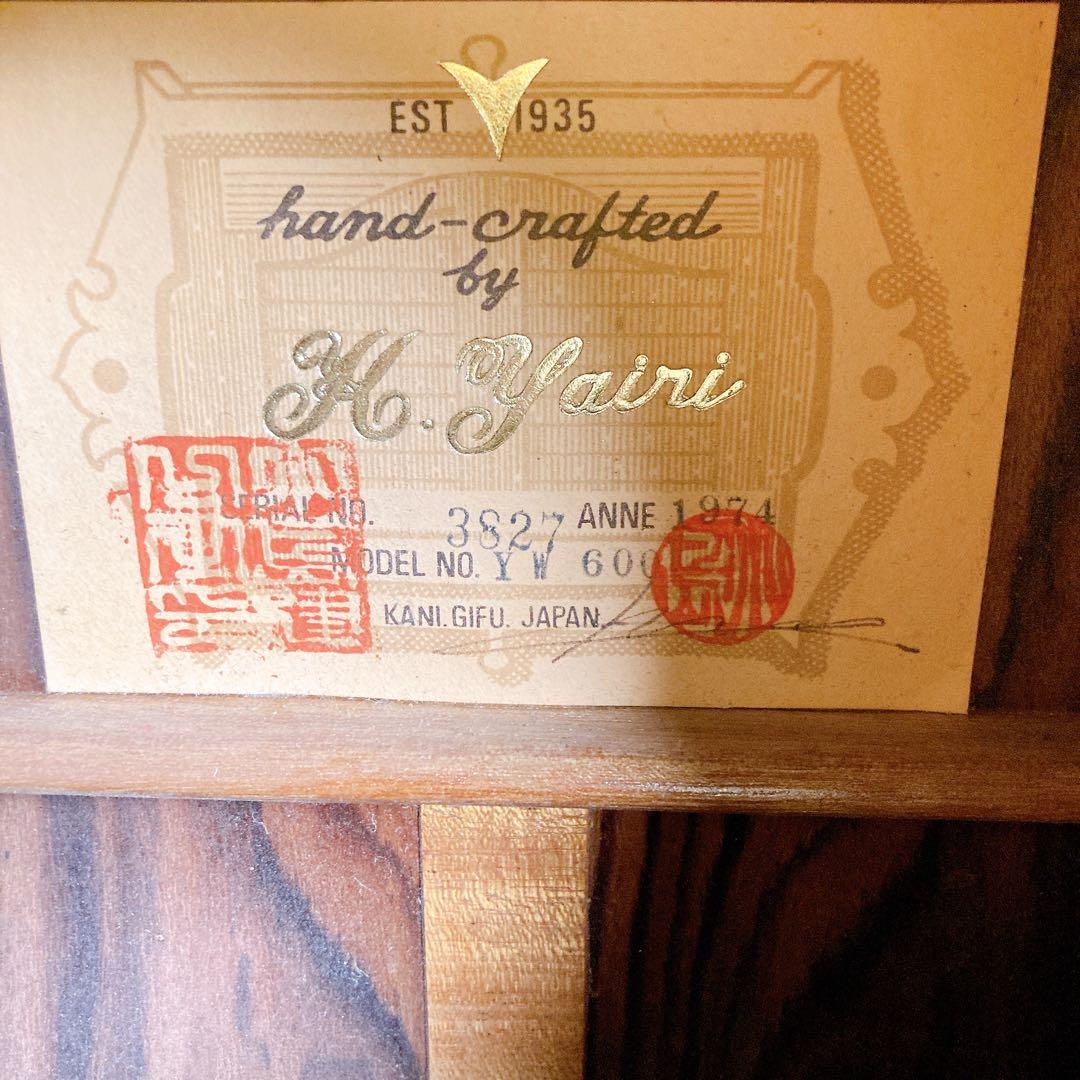 EST 1935
hand-crafted
by
H. Yairi
SERIAL NO. 3827 ANNE 1974
MODEL NO. YW 600
KANI. GIFU. JAPAN.